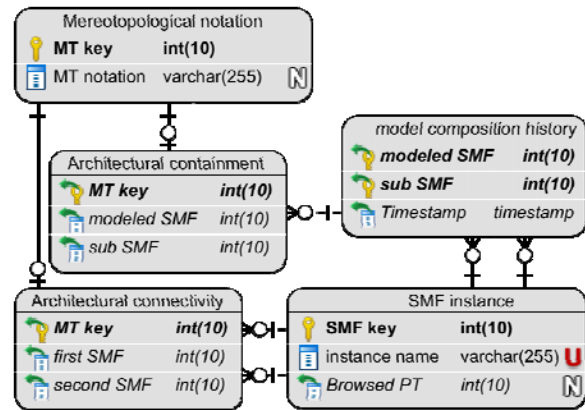 Mereotopological notation
MT key int(10)
MT notation varchar(255) N
model composition history
modeled SMF int(10)
sub SMF int(10)
Timestamp timestamp
Architectural containment
MT key int(10)
modeled SMF int(10)
sub SMF int(10)
Architectural connectivity
MT key int(10)
first SMF int(10)
second SMF int(10)
SMF instance
SMF key int(10)
instance name varchar(255) U
Browsed PT int(10) N